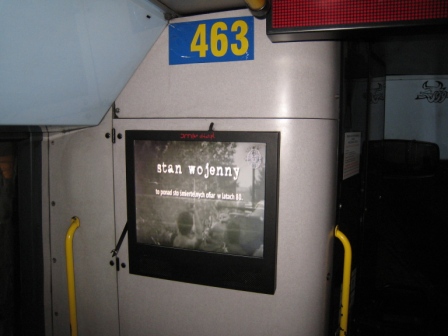 463
stan wojenny
to ponad sto śmiertelnych ofiar w latach 80.